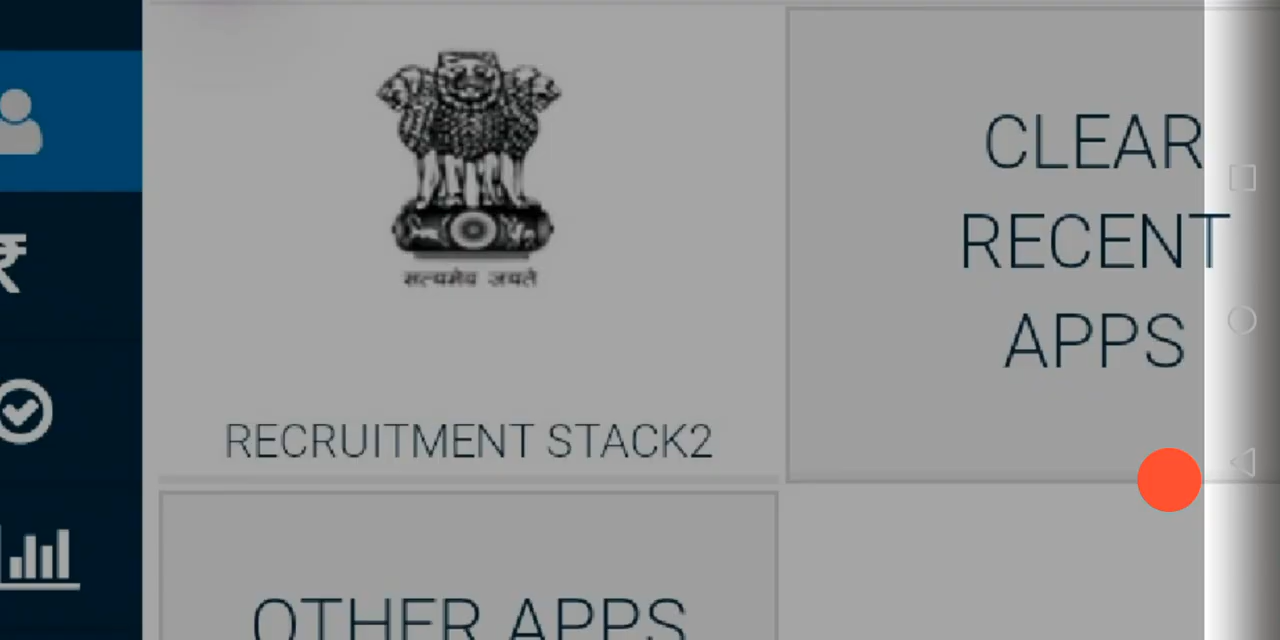 सत्यमेव जयते
RECRUITMENT STACK2
CLEAR
RECENT
APPS
OTHER APPS
₹